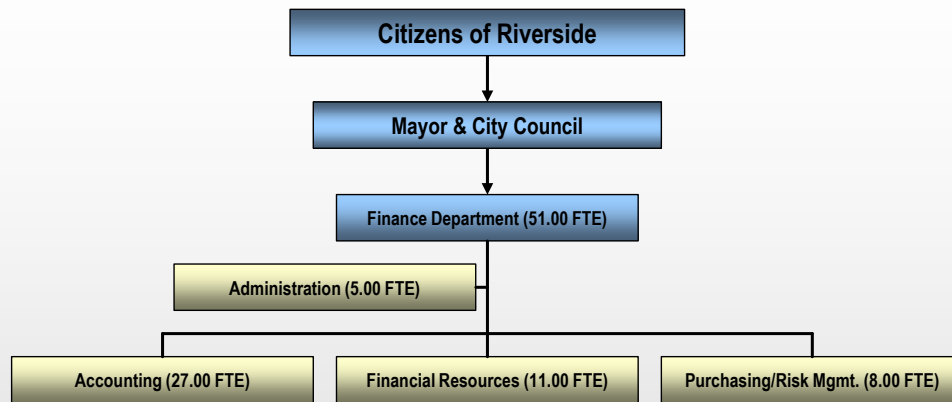 Citizens of Riverside
Mayor & City Council
Finance Department (51.00 FTE)
Administration (5.00 FTE)
Accounting (27.00 FTE)
Financial Resources (11.00 FTE)
Purchasing/Risk Mgmt. (8.00 FTE)